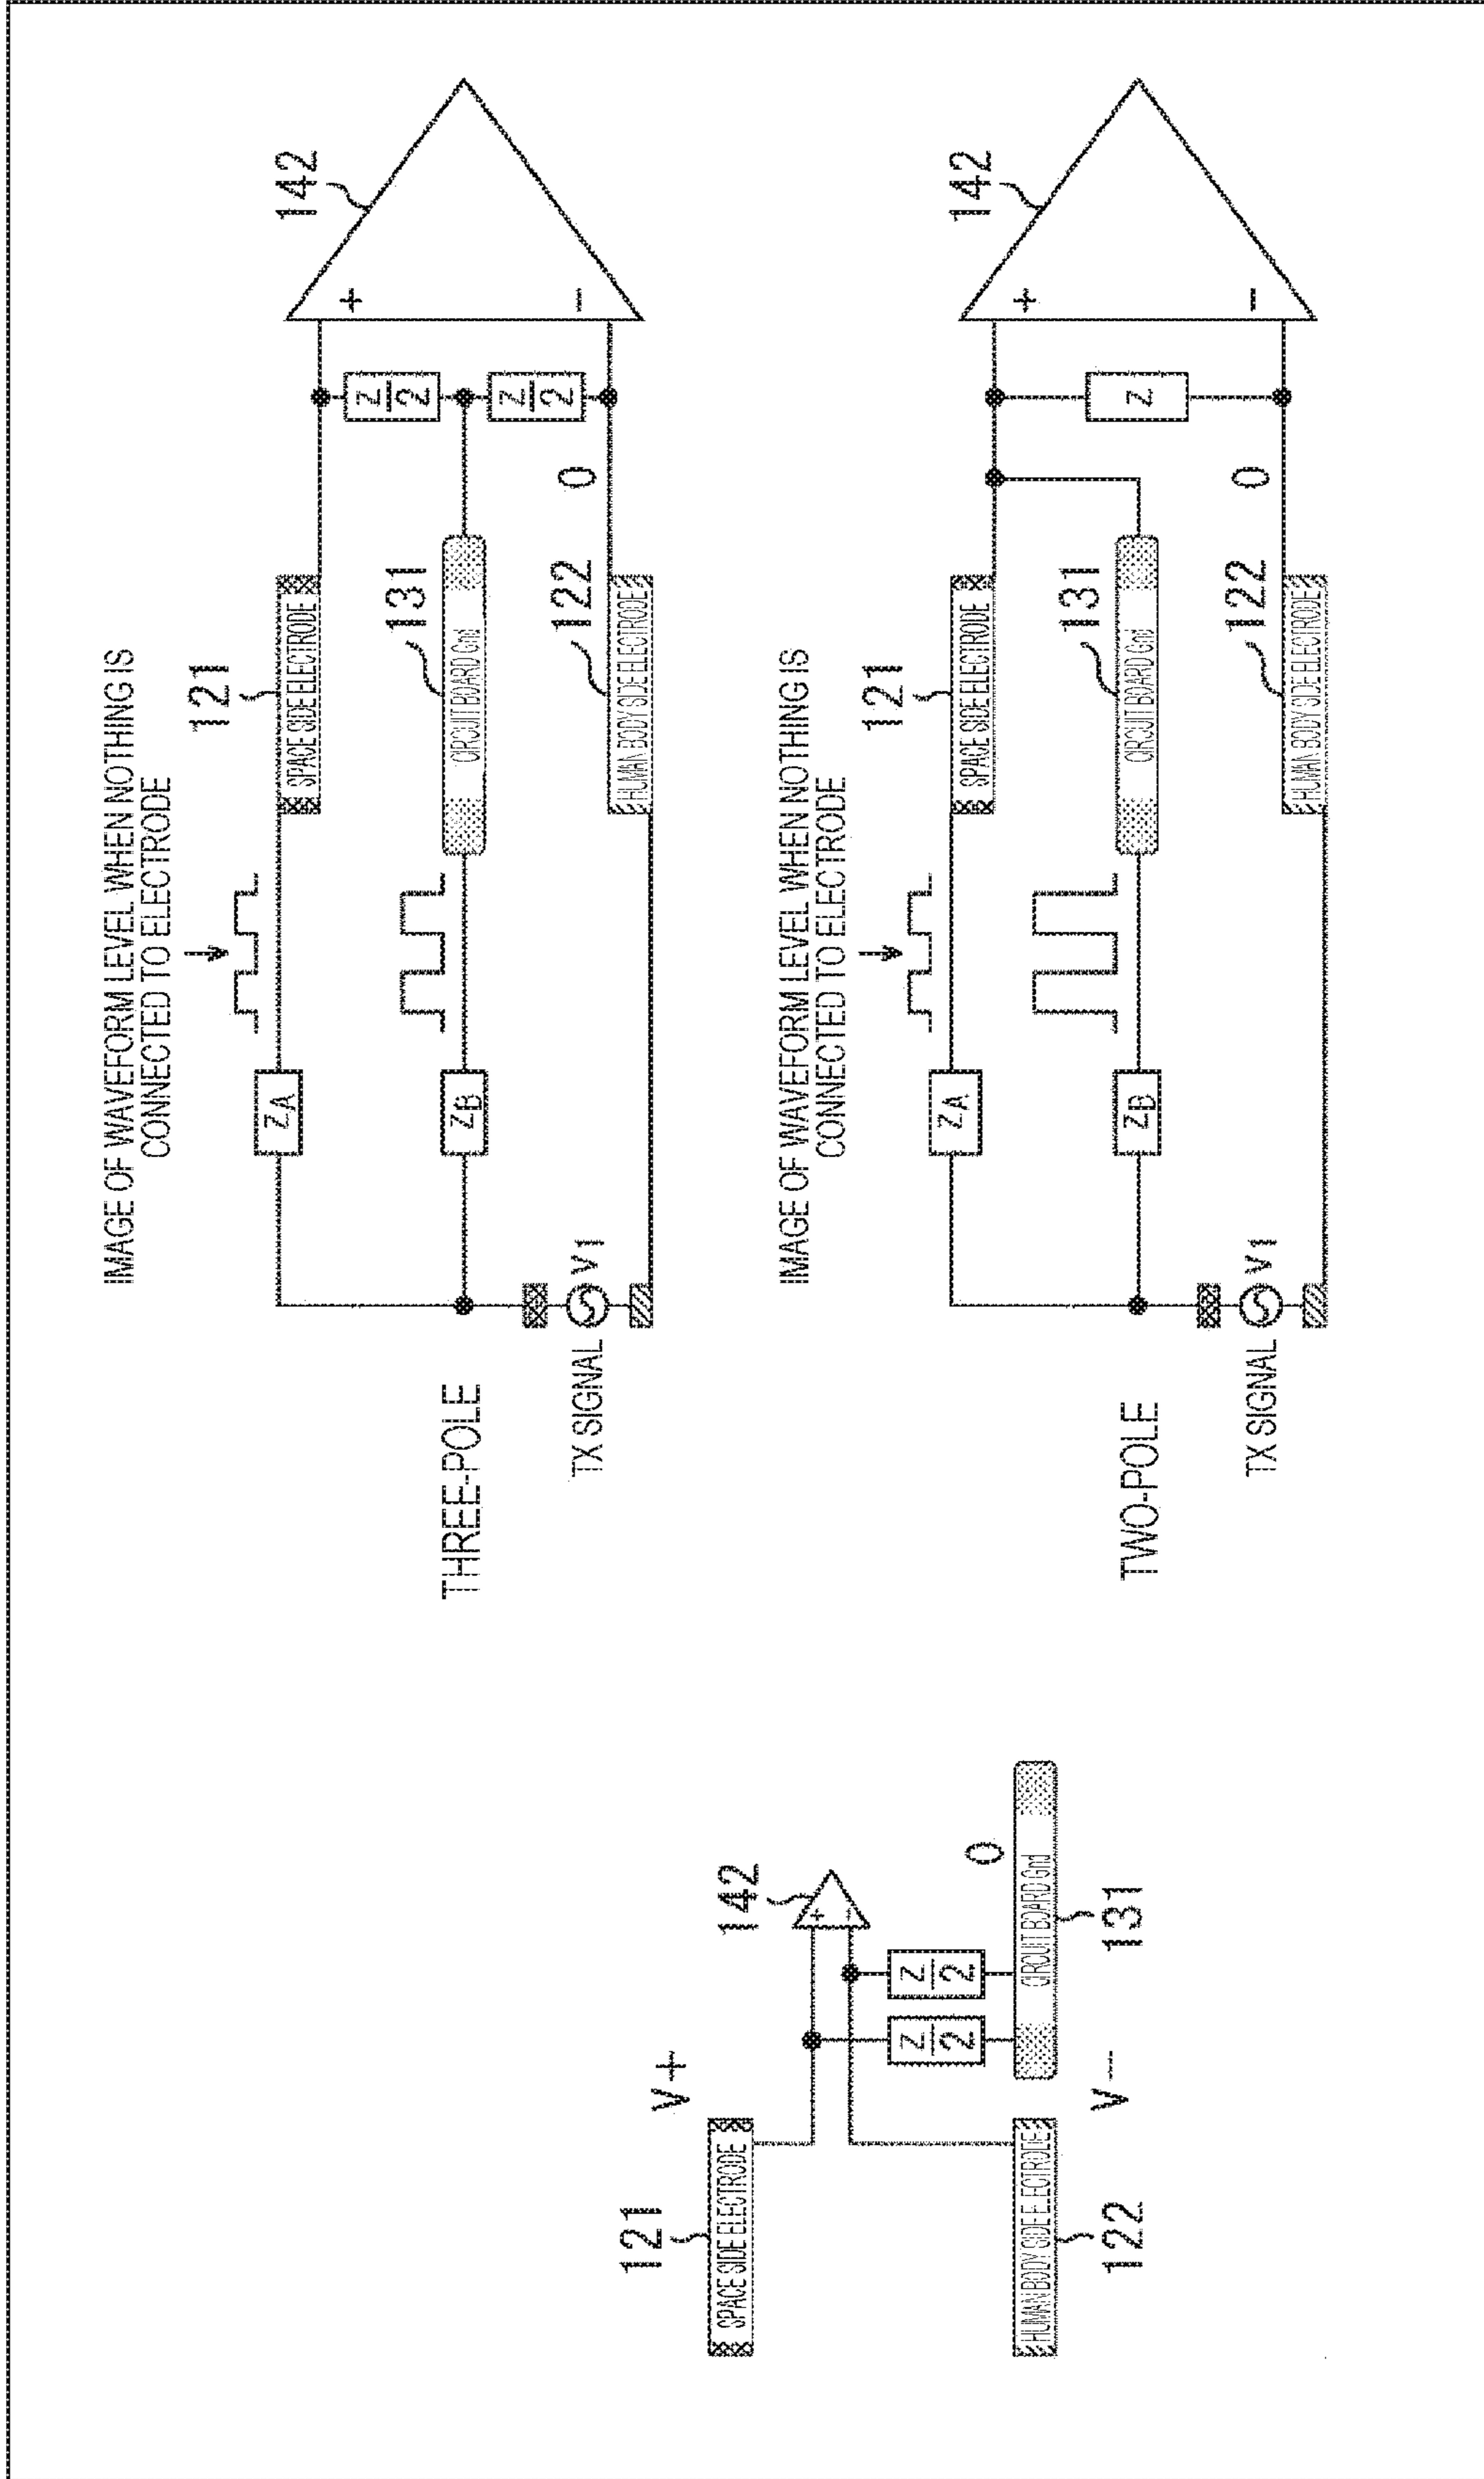 IMAGE OF WAVEFORM LEVEL WHEN NOTHING IS
CONNECTED TO ELECTRODE
121
142
ZA
SPACE SIDE ELECTRODE
+
Z/2
THREE-POLE
ZB
131
CIRCUIT BOARD Gnd
Z/2
−
TX SIGNAL
V1
122
0
HUMAN BODY SIDE ELECTRODE
IMAGE OF WAVEFORM LEVEL WHEN NOTHING IS
CONNECTED TO ELECTRODE
121
142
ZA
SPACE SIDE ELECTRODE
+
TWO-POLE
ZB
131
CIRCUIT BOARD Gnd
Z
−
TX SIGNAL
V1
122
0
HUMAN BODY SIDE ELECTRODE
121
V+
142
SPACE SIDE ELECTRODE
+
−
Z/2
Z/2
0
HUMAN BODY SIDE ELECTRODE
CIRCUIT BOARD Gnd
122
V−
131